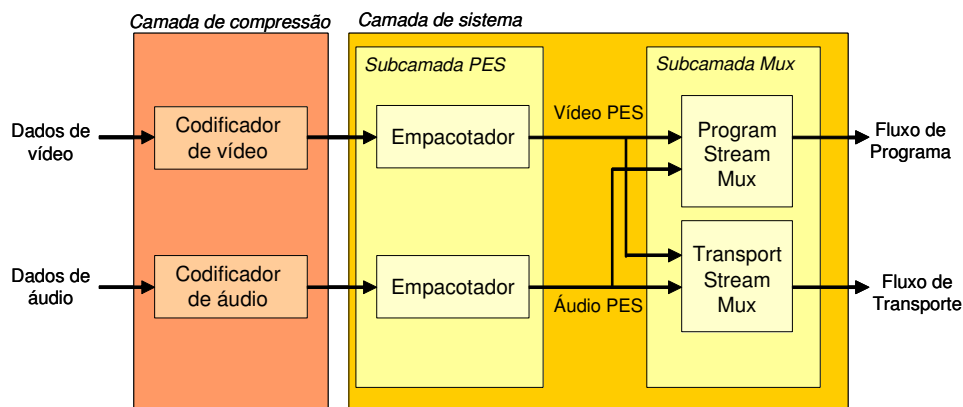 Camada de compressão
Camada de sistema
Subcamada PES
Subcamada Mux
Dados de
vídeo
Codificador
de vídeo
Empacotador
Vídeo PES
Program
Stream
Mux
Fluxo de
Programa
Dados de
áudio
Codificador
de áudio
Empacotador
Áudio PES
Transport
Stream
Mux
Fluxo de
Transporte